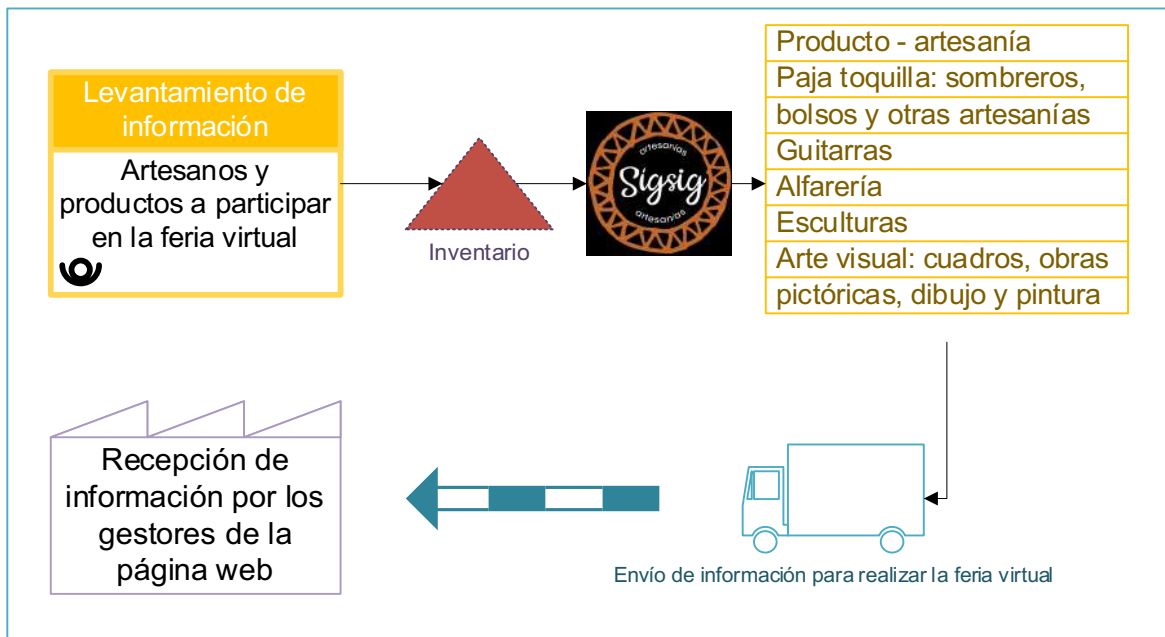 Levantamiento de
información
Artesanos y
productos a participar
en la feria virtual
Inventario
artesanías
Sígsig
artesanías
Producto - artesanía
Paja toquilla: sombreros,
bolsos y otras artesanías
Guitarras
Alfarería
Esculturas
Arte visual: cuadros, obras
pictóricas, dibujo y pintura
Envío de información para realizar la feria virtual
Recepción de
información por los
gestores de la
página web